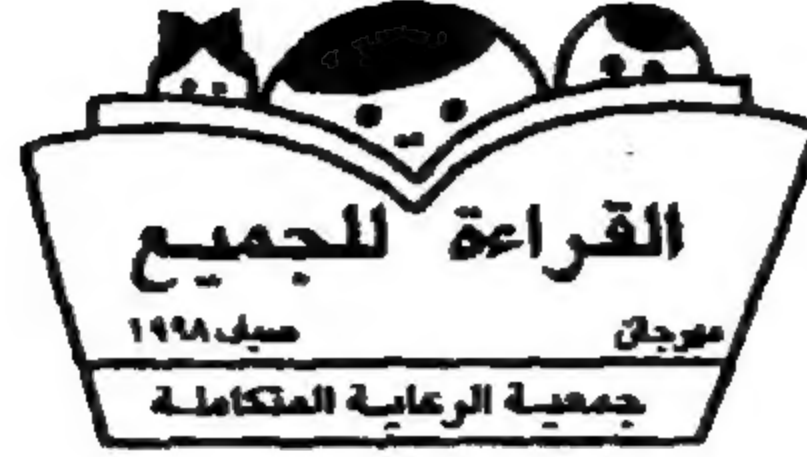 القراءة للجميع
مهرجان صيف ١٩٩٨
جمعية الرعاية المتكاملة